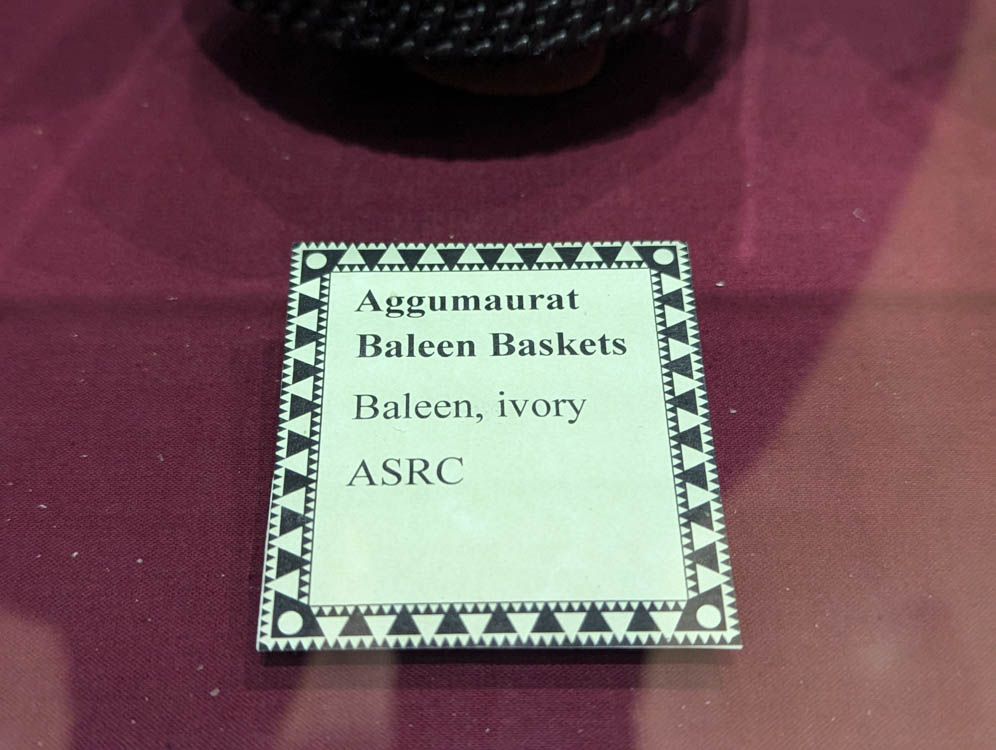 Aggumaurat
Baleen Baskets
Baleen, ivory
ASRC